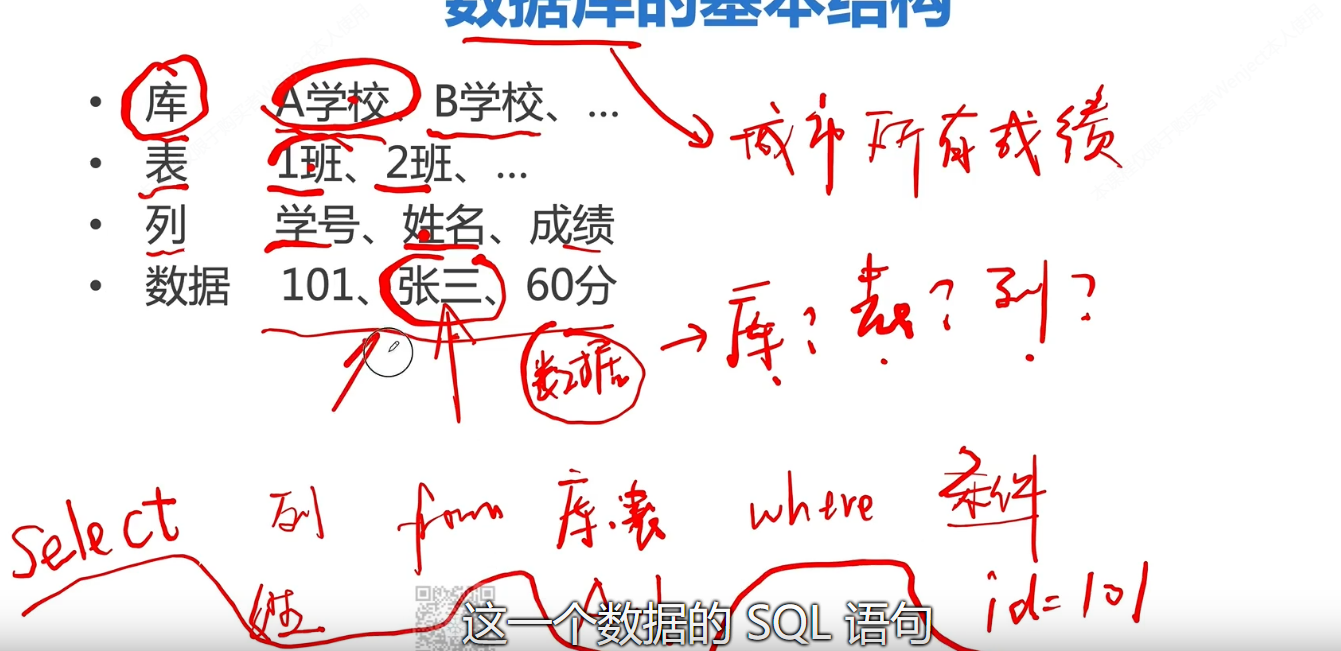 数据库的基本结构
• 库 A学校、B学校、…
• 表 1班、2班、…
• 列 学号、姓名、成绩
• 数据 101、张三、60分
城市所有成绩
数据 → 库? 表? 列?
select 列 from 库.表 where 条件
id=101
这一个数据的 SQL 语句